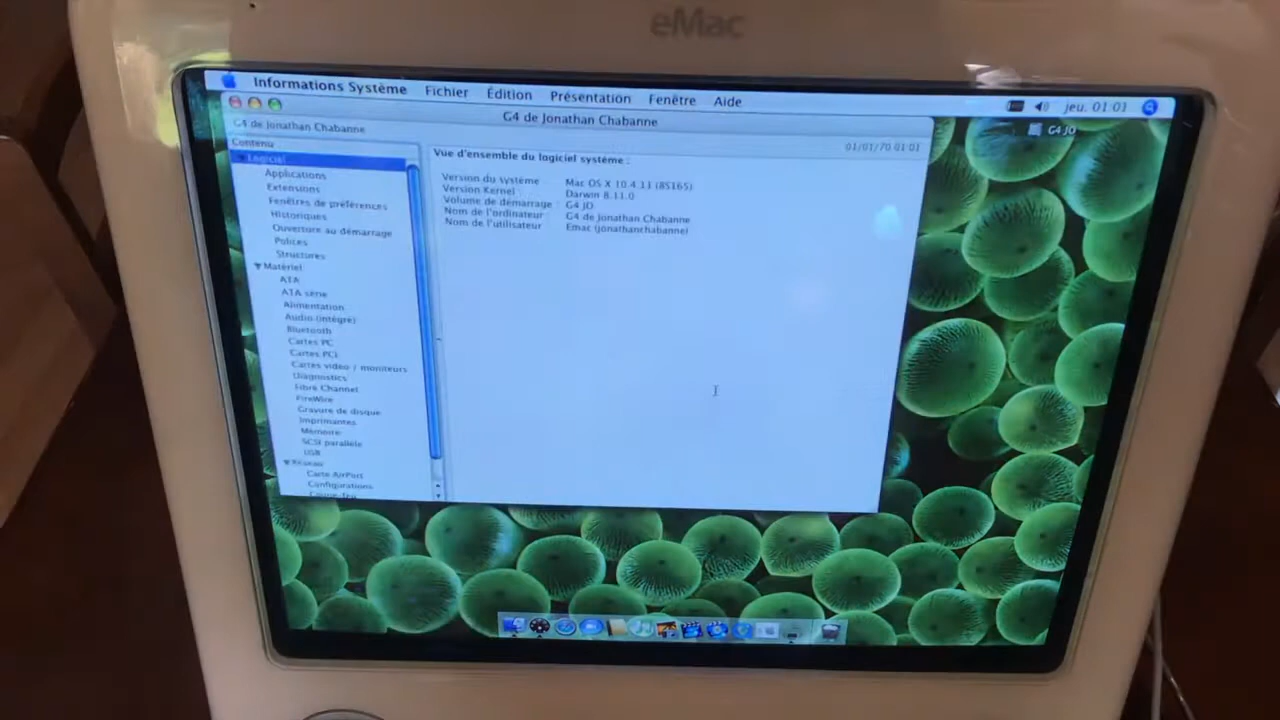 eMac
Informations Système Fichier Édition Présentation Fenêtre Aide jeu. 01:01
G4 de Jonathan Chabanne
G4 JO
G4 de Jonathan Chabanne
01/01/70 01:01
Contenu
Logiciel
Applications
Extensions
Fenêtres de préférences
Historiques
Ouverture au démarrage
Polices
Structures
Matériel
ATA
ATA série
Alimentation
Audio (intégré)
Bluetooth
Cartes PC
Cartes PCI
Cartes vidéo / moniteurs
Diagnostics
Fibre Channel
FireWire
Gravure de disque
Imprimantes
Mémoire
SCSI parallèle
USB
Réseau
Carte AirPort
Configurations
Vue d'ensemble du logiciel système :
Version du système : Mac OS X 10.4.11 (8S165)
Version Kernel : Darwin 8.11.0
Volume de démarrage : G4 JO
Nom de l'ordinateur : G4 de Jonathan Chabanne
Nom de l'utilisateur : Emac (jonathanchabanne)